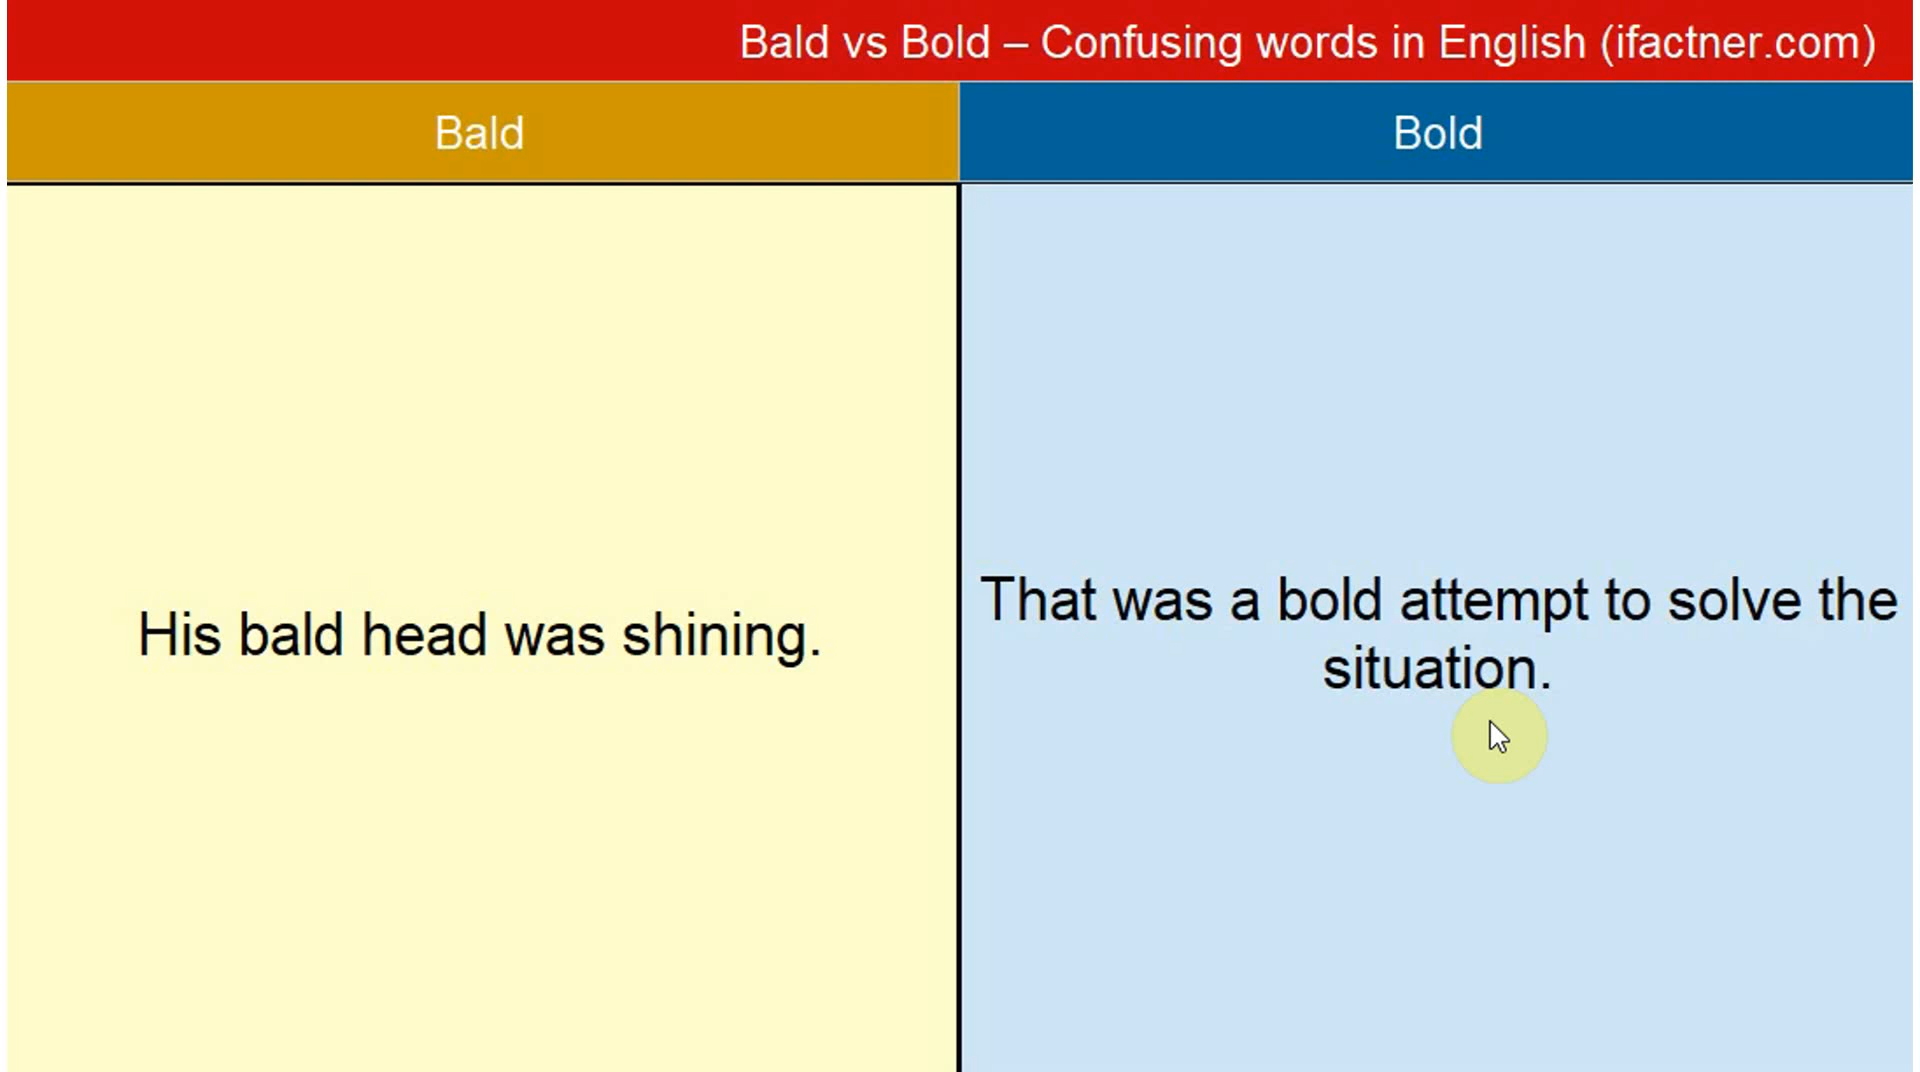 Bald vs Bold – Confusing words in English (ifactner.com)
Bald
Bold
His bald head was shining.
That was a bold attempt to solve the
situation.